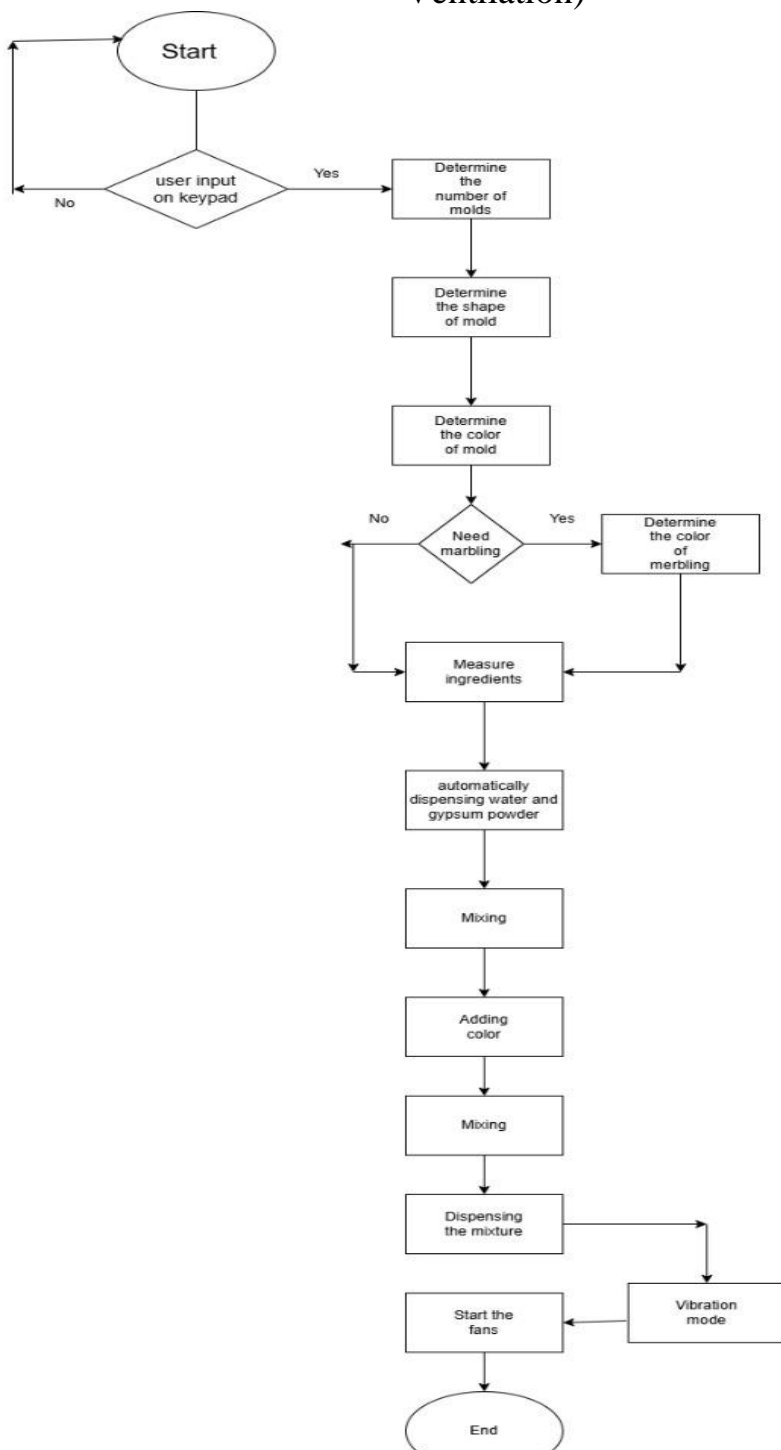 Ventilation)
Start
user input
on keypad
Yes
No
Determine
the
number of
molds
Determine
the shape
of mold
Determine
the color
of mold
No
Need
marbling
Yes
Determine
the color
of
merbling
Measure
ingredients
automatically
dispensing water and
gypsum powder
Mixing
Adding
color
Mixing
Dispensing
the mixture
Vibration
mode
Start the
fans
End